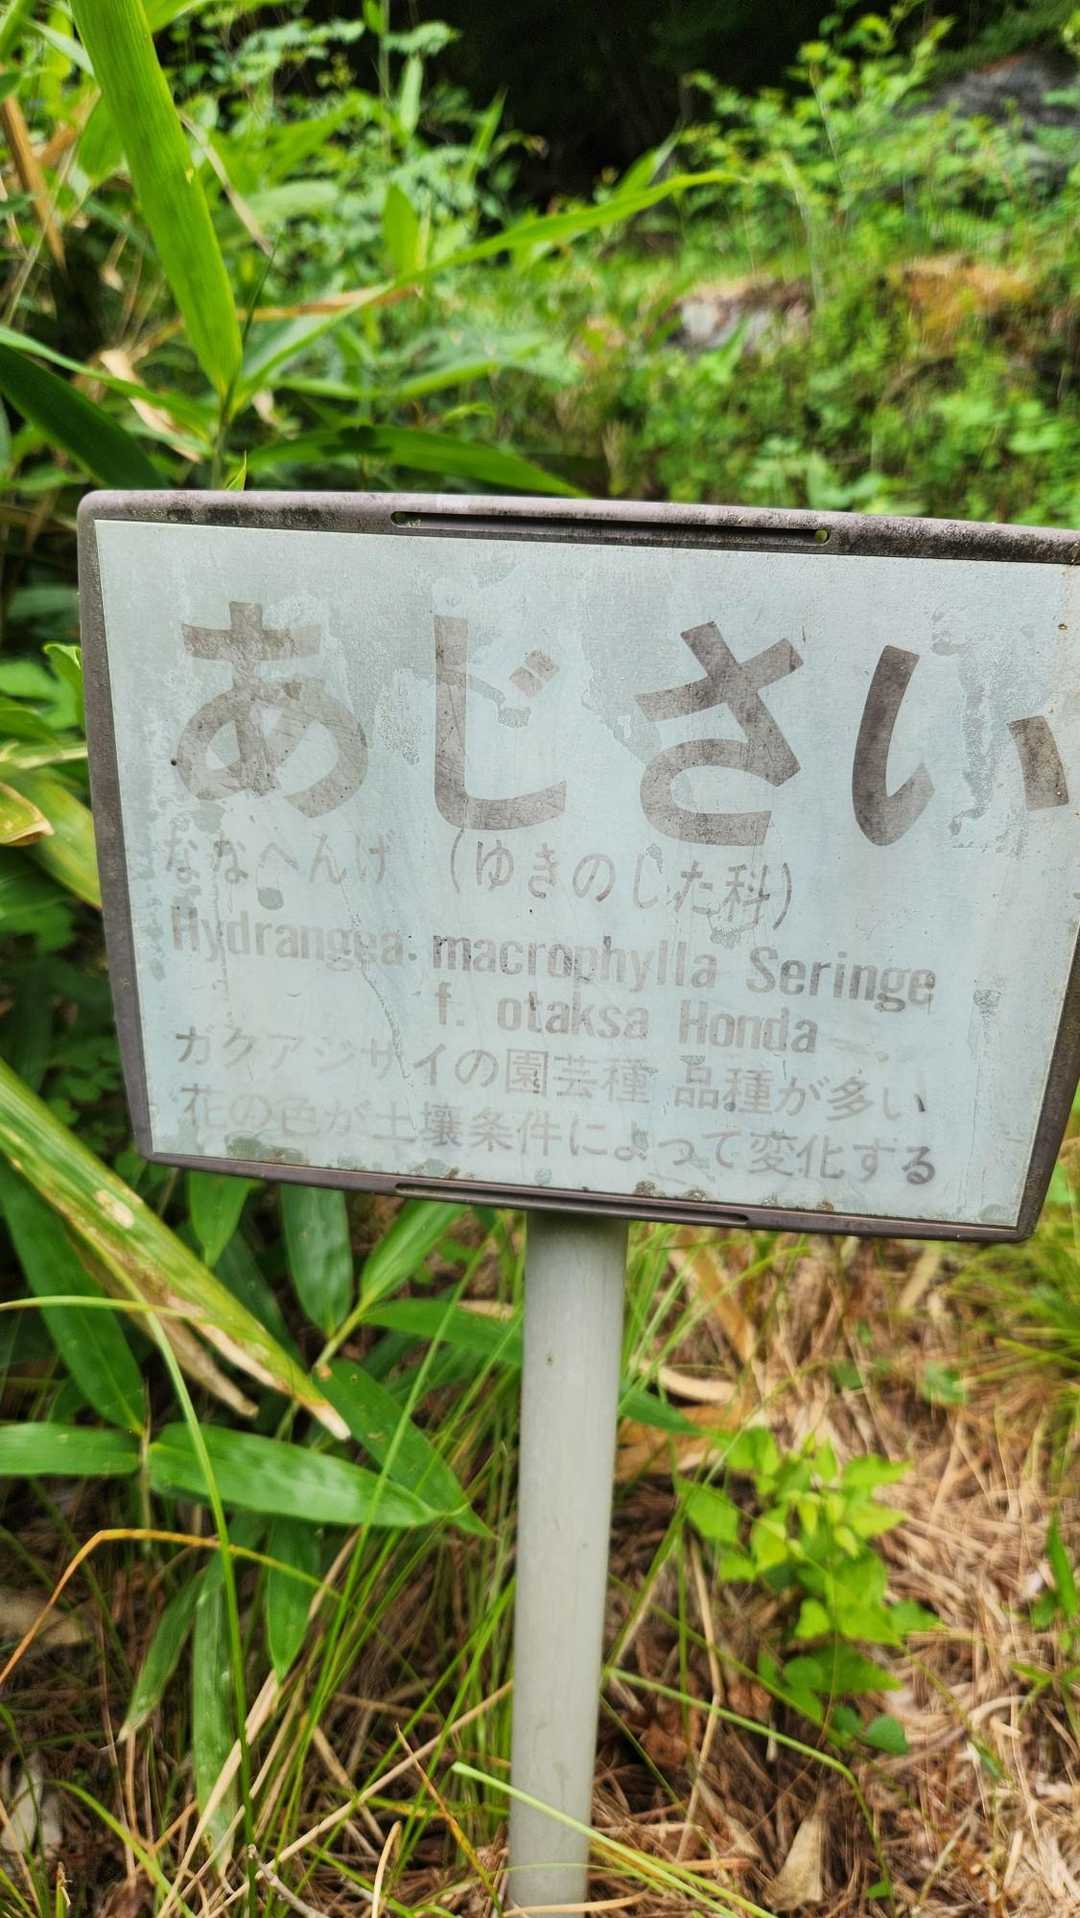 あじさい
ななへんげ （ゆきのした科）
Hydrangea macrophylla Seringe
f. otaksa Honda
ガクアジサイの園芸種 品種が多い
花の色が土壌条件によって変化する